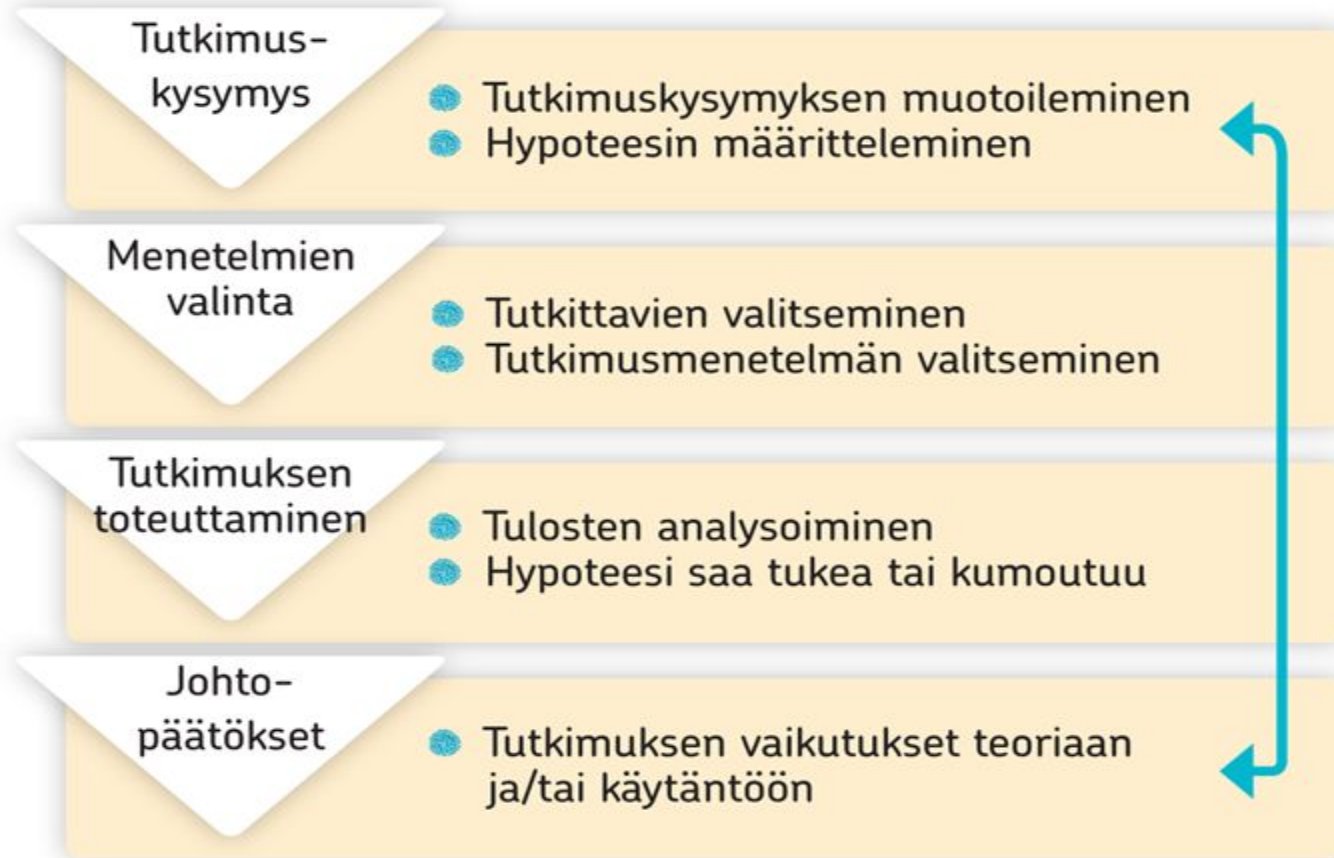 Tutkimus-
kysymys
Tutkimuskysymyksen muotoileminen
Hypoteesin määritteleminen
Menetelmien
valinta
Tutkittavien valitseminen
Tutkimusmenetelmän valitseminen
Tutkimuksen
toteuttaminen
Tulosten analysoiminen
Hypoteesi saa tukea tai kumoutuu
Johto-
päätökset
Tutkimuksen vaikutukset teoriaan
ja/tai käytäntöön